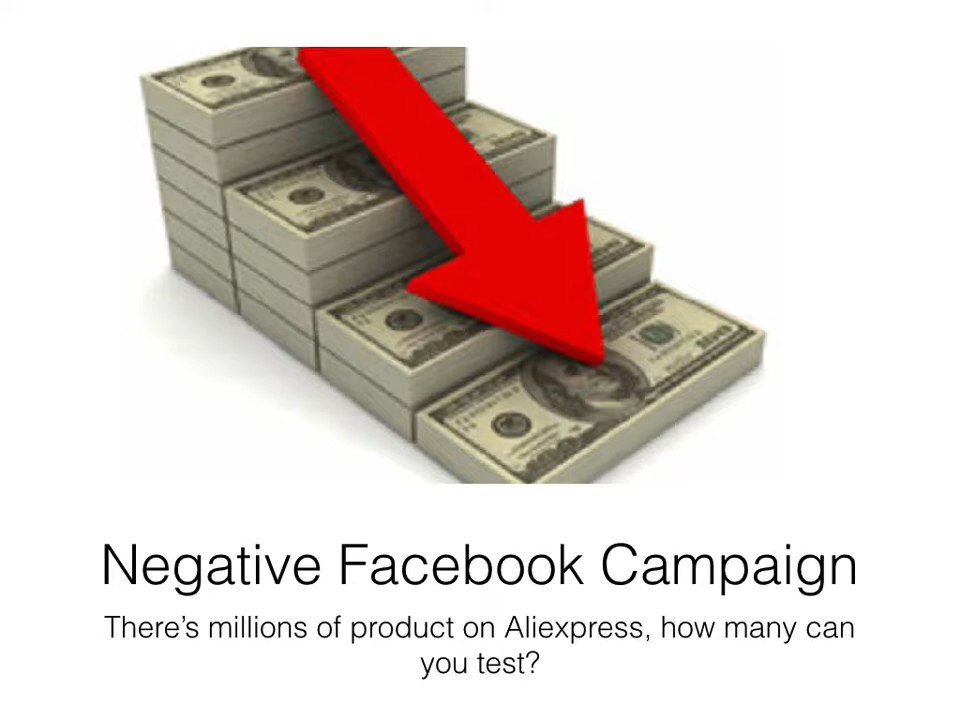 Negative Facebook Campaign
There's millions of product on Aliexpress, how many can
you test?